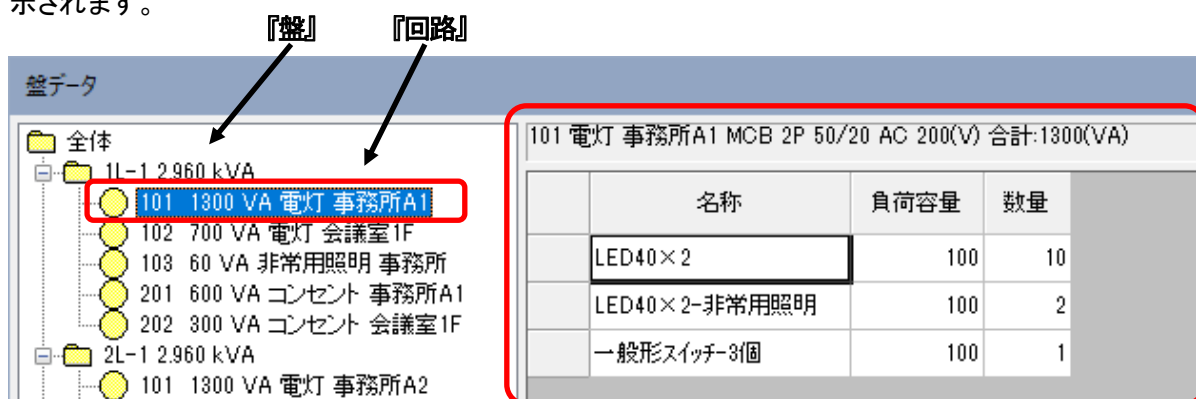 示されます。
『盤』 『回路』
盤データ
全体
1L-1 2.960 kVA
101 1300 VA 電灯 事務所A1
102 700 VA 電灯 会議室1F
103 60 VA 非常用照明 事務所
201 600 VA コンセント 事務所A1
202 300 VA コンセント 会議室1F
2L-1 2.960 kVA
101 1300 VA 電灯 事務所A2
101 電灯 事務所A1 MCB 2P 50/20 AC 200(V) 合計:1300(VA)
名称 負荷容量 数量
LED40×2 100 10
LED40×2-非常用照明 100 2
一般形スイッチ-3個 100 1